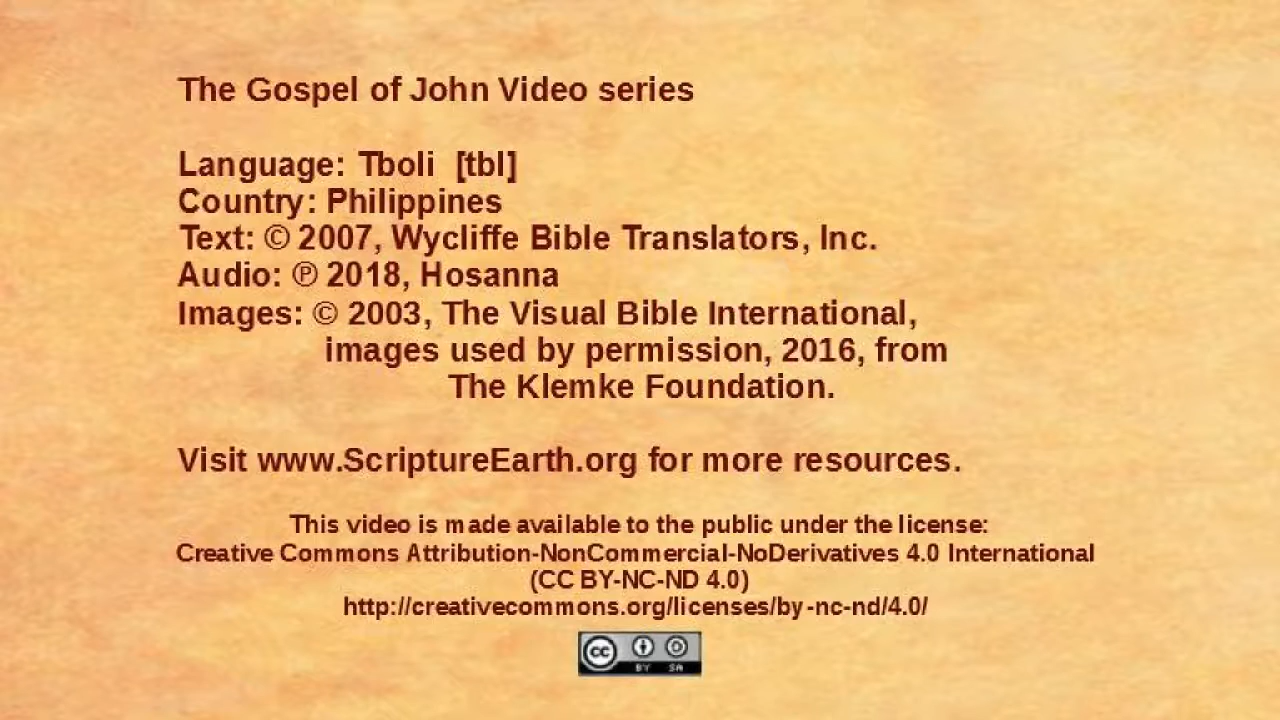 The Gospel of John Video series
Language: Tboli [tbl]
Country: Philippines
Text: © 2007, Wycliffe Bible Translators, Inc.
Audio: ℗ 2018, Hosanna
Images: © 2003, The Visual Bible International,
images used by permission, 2016, from
The Klemke Foundation.
Visit www.ScriptureEarth.org for more resources.
This video is made available to the public under the license:
Creative Commons Attribution-NonCommercial-NoDerivatives 4.0 International
(CC BY-NC-ND 4.0)
http://creativecommons.org/licenses/by-nc-nd/4.0/
cc BY SA